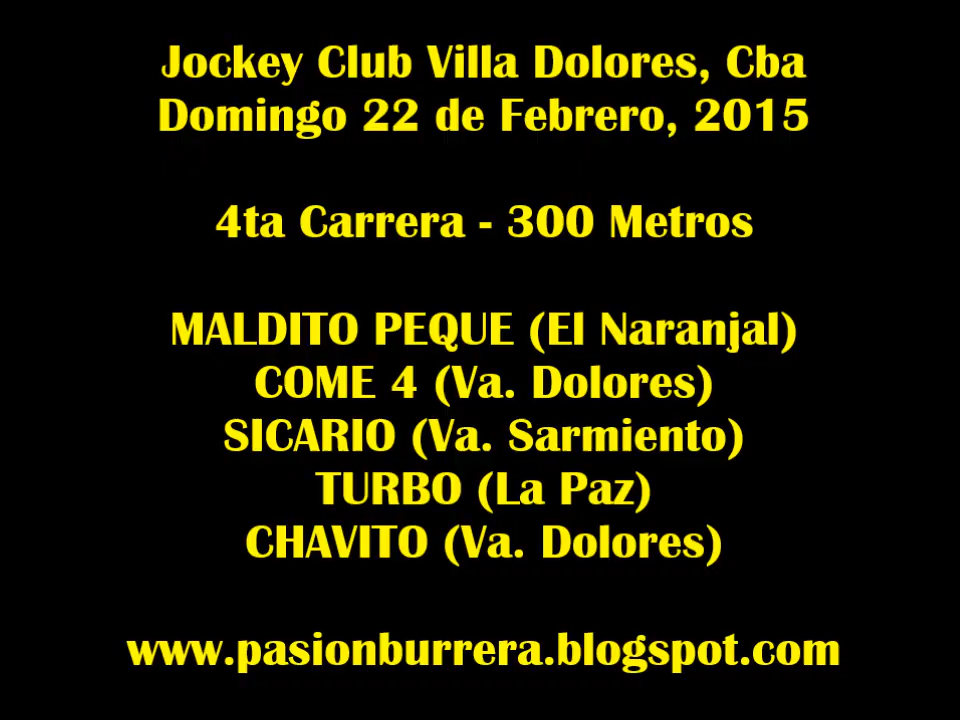 Jockey Club Villa Dolores, Cba
Domingo 22 de Febrero, 2015
4ta Carrera - 300 Metros
MALDITO PEQUE (El Naranjal)
COME 4 (Va. Dolores)
SICARIO (Va. Sarmiento)
TURBO (La Paz)
CHAVITO (Va. Dolores)
www.pasionburrera.blogspot.com